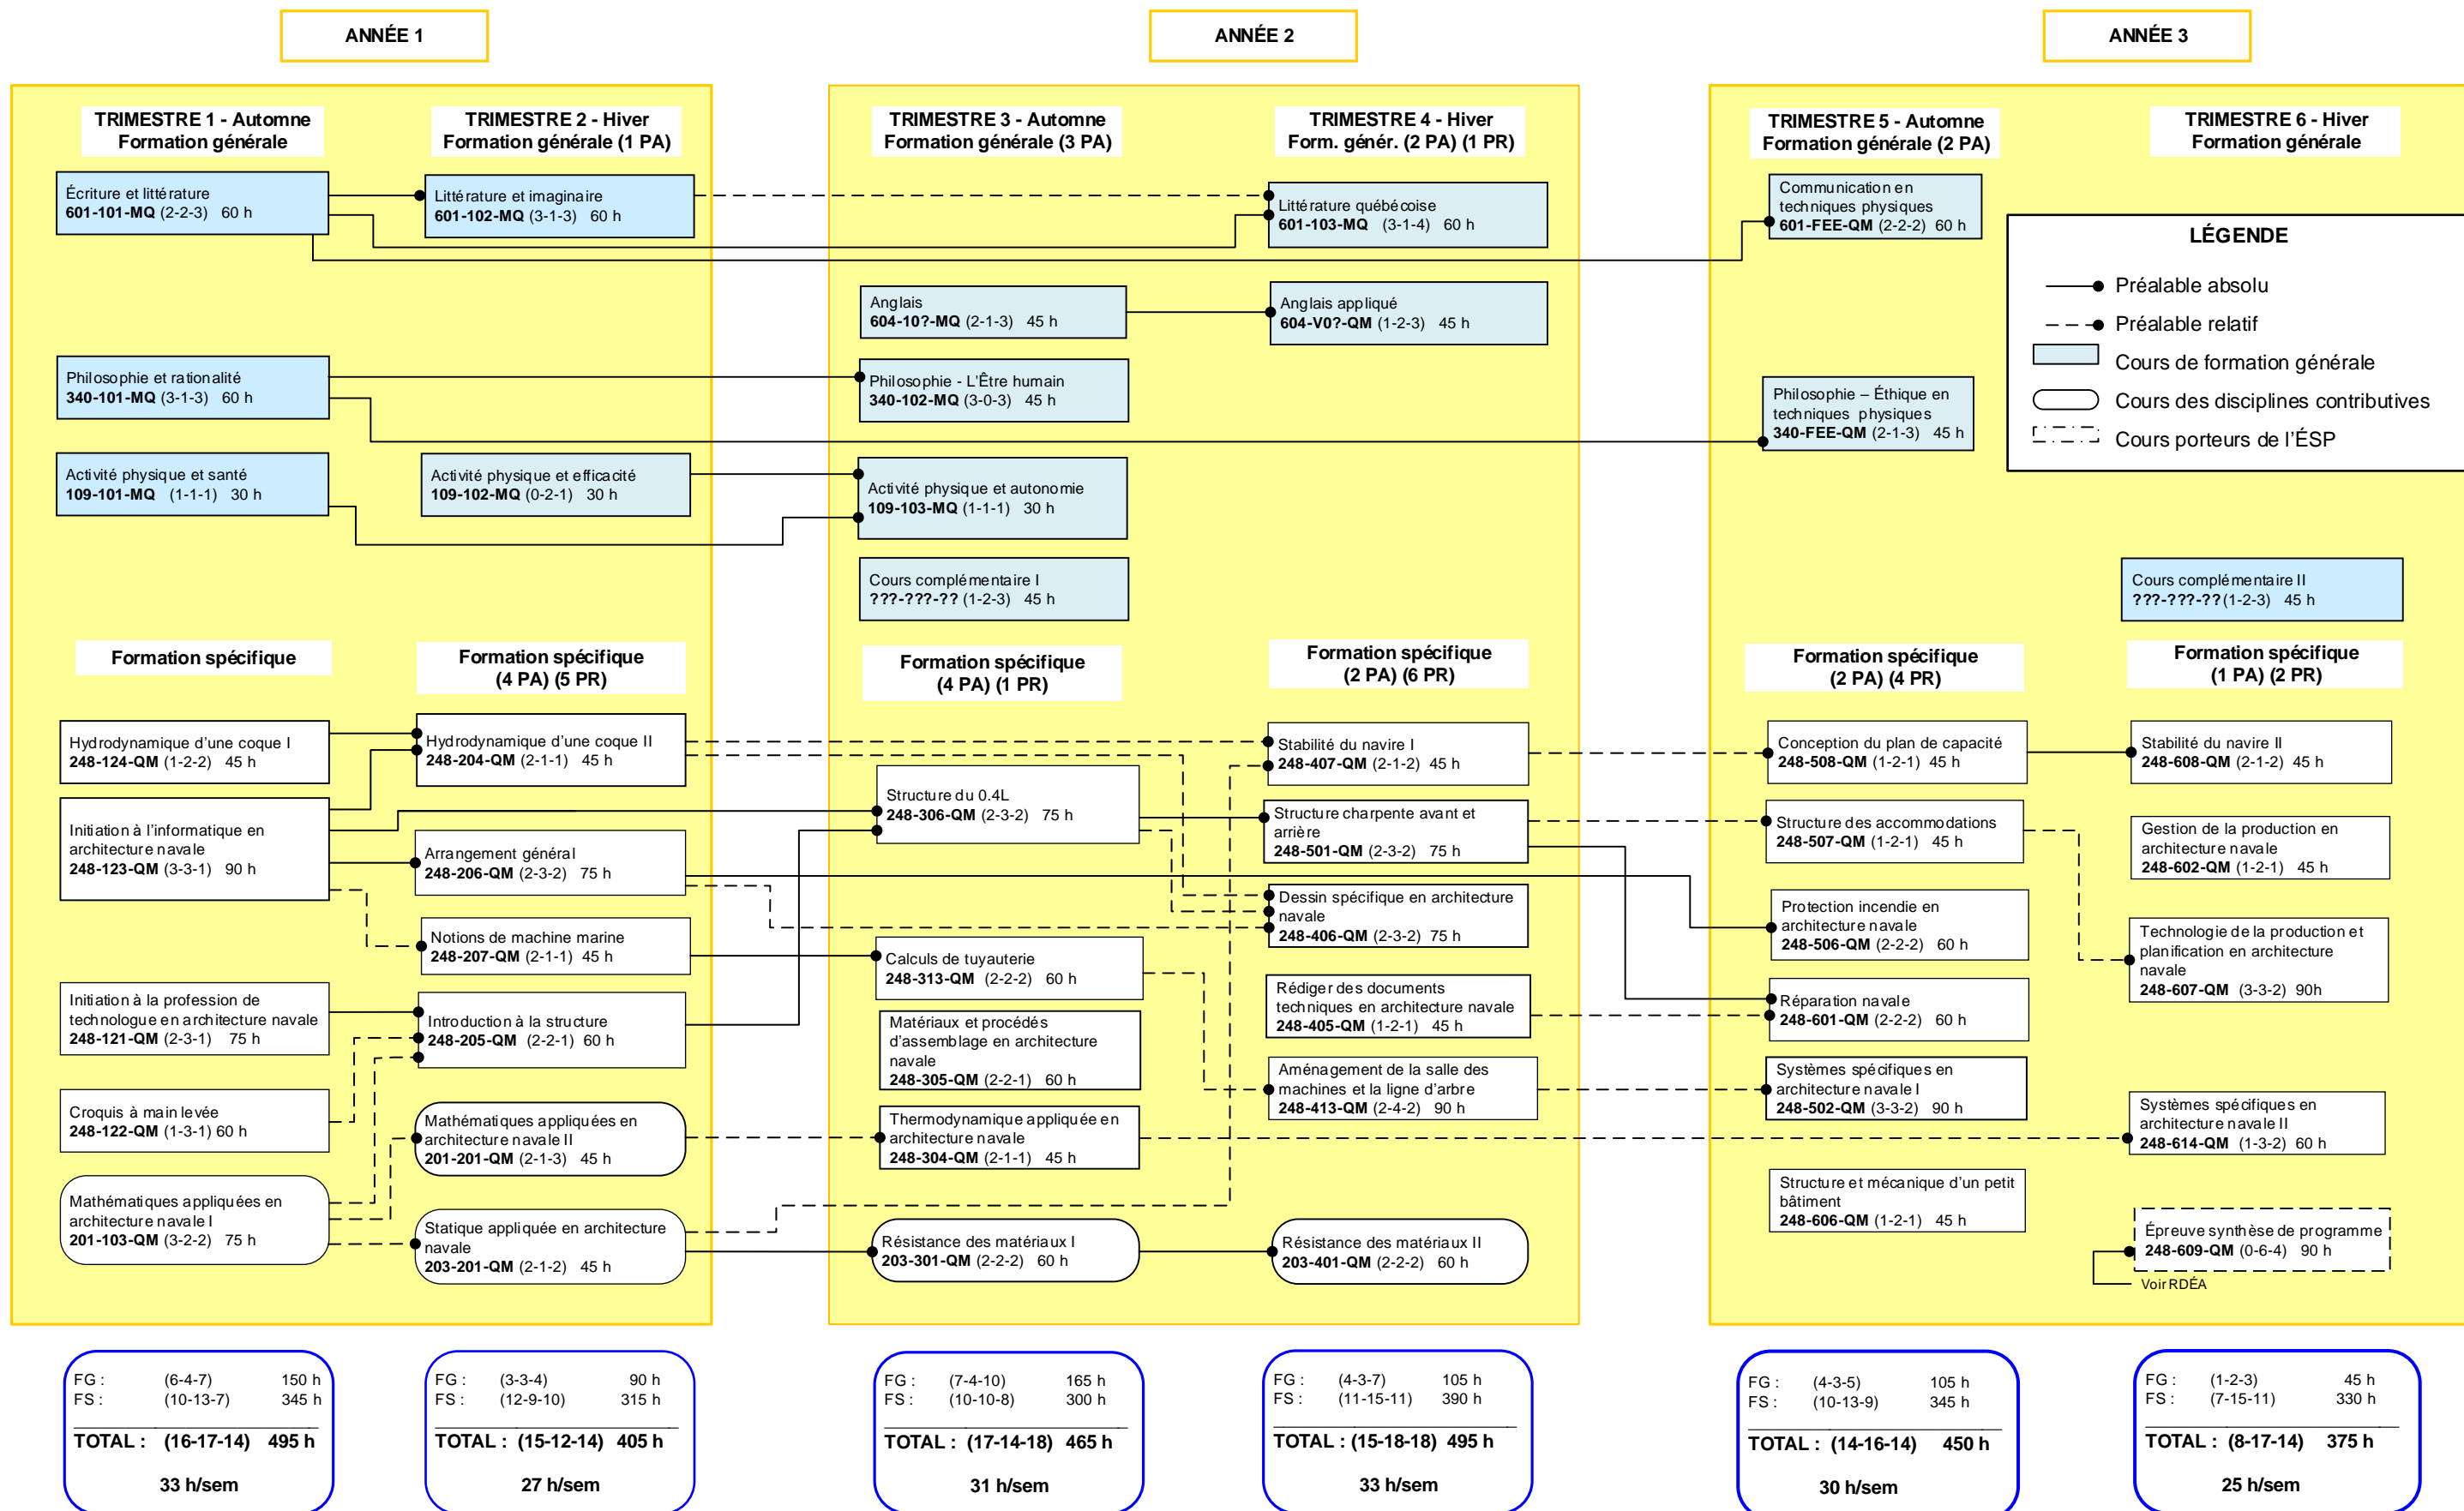 ANNÉE 1
ANNÉE 2
ANNÉE 3
TRIMESTRE 1 - Automne
Formation générale
TRIMESTRE 2 - Hiver
Formation générale (1 PA)
TRIMESTRE 3 - Automne
Formation générale (3 PA)
TRIMESTRE 4 - Hiver
Form. génér. (2 PA) (1 PR)
TRIMESTRE 5 - Automne
Formation générale (2 PA)
TRIMESTRE 6 - Hiver
Formation générale
Écriture et littérature
601-101-MQ (2-2-3) 60 h
Littérature et imaginaire
601-102-MQ (3-1-3) 60 h
Littérature québécoise
601-103-MQ (3-1-4) 60 h
Communication en
techniques physiques
601-FEE-QM (2-2-2) 60 h
LÉGENDE
Préalable absolu
Préalable relatif
Cours de formation générale
Cours des disciplines contributives
Cours porteurs de l'ÉSP
Anglais
604-10?-MQ (2-1-3) 45 h
Anglais appliqué
604-V0?-QM (1-2-3) 45 h
Philosophie et rationalité
340-101-MQ (3-1-3) 60 h
Philosophie - L'Être humain
340-102-MQ (3-0-3) 45 h
Philosophie – Éthique en
techniques physiques
340-FEE-QM (2-1-3) 45 h
Activité physique et santé
109-101-MQ (1-1-1) 30 h
Activité physique et efficacité
109-102-MQ (0-2-1) 30 h
Activité physique et autonomie
109-103-MQ (1-1-1) 30 h
Cours complémentaire I
???-???-?? (1-2-3) 45 h
Cours complémentaire II
???-???-?? (1-2-3) 45 h
Formation spécifique
Formation spécifique
(4 PA) (5 PR)
Formation spécifique
(4 PA) (1 PR)
Formation spécifique
(2 PA) (6 PR)
Formation spécifique
(2 PA) (4 PR)
Formation spécifique
(1 PA) (2 PR)
Hydrodynamique d'une coque I
248-124-QM (1-2-2) 45 h
Initiation à l'informatique en
architecture navale
248-123-QM (3-3-1) 90 h
Initiation à la profession de
technologue en architecture navale
248-121-QM (2-3-1) 75 h
Croquis à main levée
248-122-QM (1-3-1) 60 h
Mathématiques appliquées en
architecture navale I
201-103-QM (3-2-2) 75 h
Hydrodynamique d'une coque II
248-204-QM (2-1-1) 45 h
Arrangement général
248-206-QM (2-3-2) 75 h
Notions de machine marine
248-207-QM (2-1-1) 45 h
Introduction à la structure
248-205-QM (2-2-1) 60 h
Mathématiques appliquées en
architecture navale II
201-201-QM (2-1-3) 45 h
Statique appliquée en architecture
navale
203-201-QM (2-1-2) 45 h
Structure du 0.4L
248-306-QM (2-3-2) 75 h
Calculs de tuyauterie
248-313-QM (2-2-2) 60 h
Matériaux et procédés
d'assemblage en architecture
navale
248-305-QM (2-2-1) 60 h
Thermodynamique appliquée en
architecture navale
248-304-QM (2-1-1) 45 h
Résistance des matériaux I
203-301-QM (2-2-2) 60 h
Stabilité du navire I
248-407-QM (2-1-2) 45 h
Structure charpente avant et
arrière
248-501-QM (2-3-2) 75 h
Dessin spécifique en architecture
navale
248-406-QM (2-3-2) 75 h
Rédiger des documents
techniques en architecture navale
248-405-QM (1-2-1) 45 h
Aménagement de la salle des
machines et la ligne d'arbre
248-413-QM (2-4-2) 90 h
Résistance des matériaux II
203-401-QM (2-2-2) 60 h
Conception du plan de capacité
248-508-QM (1-2-1) 45 h
Structure des accommodations
248-507-QM (1-2-1) 45 h
Protection incendie en
architecture navale
248-506-QM (2-2-2) 60 h
Réparation navale
248-601-QM (2-2-2) 60 h
Systèmes spécifiques en
architecture navale I
248-502-QM (3-3-2) 90 h
Structure et mécanique d'un petit
bâtiment
248-606-QM (1-2-1) 45 h
Stabilité du navire II
248-608-QM (2-1-2) 45 h
Gestion de la production en
architecture navale
248-602-QM (1-2-1) 45 h
Technologie de la production et
planification en architecture
navale
248-607-QM (3-3-2) 90h
Systèmes spécifiques en
architecture navale II
248-614-QM (1-3-2) 60 h
Épreuve synthèse de programme
248-609-QM (0-6-4) 90 h
Voir RDÉA
FG : (6-4-7) 150 h
FS : (10-13-7) 345 h
TOTAL : (16-17-14) 495 h
33 h/sem
FG : (3-3-4) 90 h
FS : (12-9-10) 315 h
TOTAL : (15-12-14) 405 h
27 h/sem
FG : (7-4-10) 165 h
FS : (10-10-8) 300 h
TOTAL : (17-14-18) 465 h
31 h/sem
FG : (4-3-7) 105 h
FS : (11-15-11) 390 h
TOTAL : (15-18-18) 495 h
33 h/sem
FG : (4-3-5) 105 h
FS : (10-13-9) 345 h
TOTAL : (14-16-14) 450 h
30 h/sem
FG : (1-2-3) 45 h
FS : (7-15-11) 330 h
TOTAL : (8-17-14) 375 h
25 h/sem